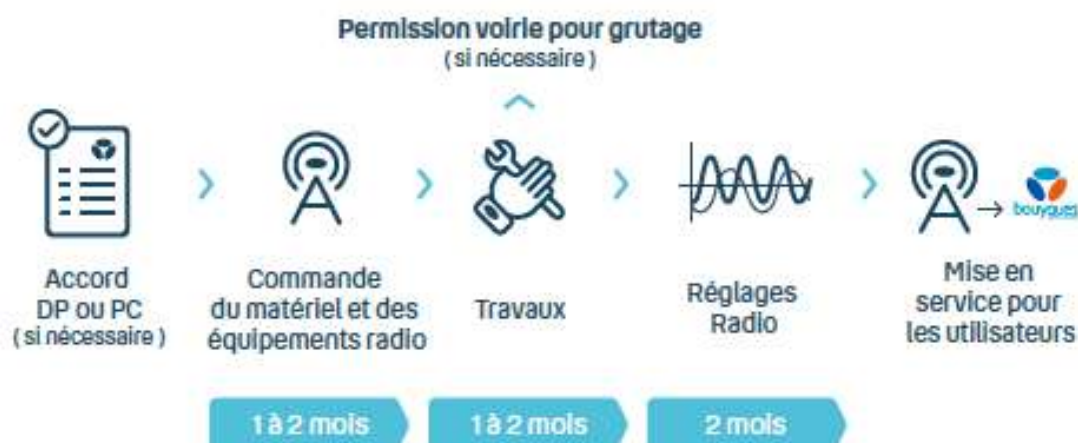 Permission voirie pour grutage
( si nécessaire )
Accord
DP ou PC
( si nécessaire )
Commande
du matériel et des
équipements radio
Travaux
Réglages
Radio
bouygues
Mise en
service pour
les utilisateurs
1 à 2 mois
1 à 2 mois
2 mois